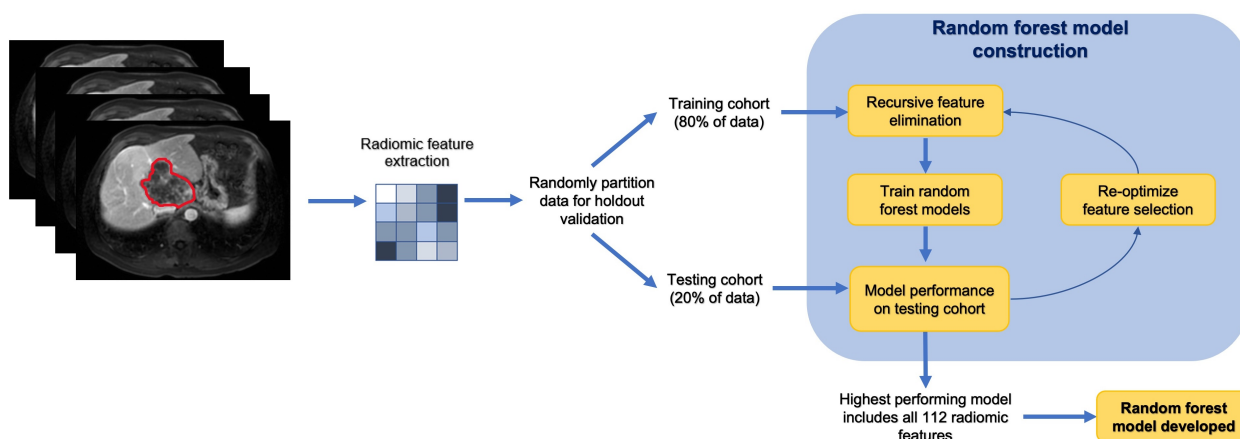 Random forest model
construction
Radiomic feature
extraction
Randomly partition
data for holdout
validation
Training cohort
(80% of data)
Testing cohort
(20% of data)
Recursive feature
elimination
Train random
forest models
Model performance
on testing cohort
Re-optimize
feature selection
Highest performing model
includes all 112 radiomic
features
Random forest
model developed